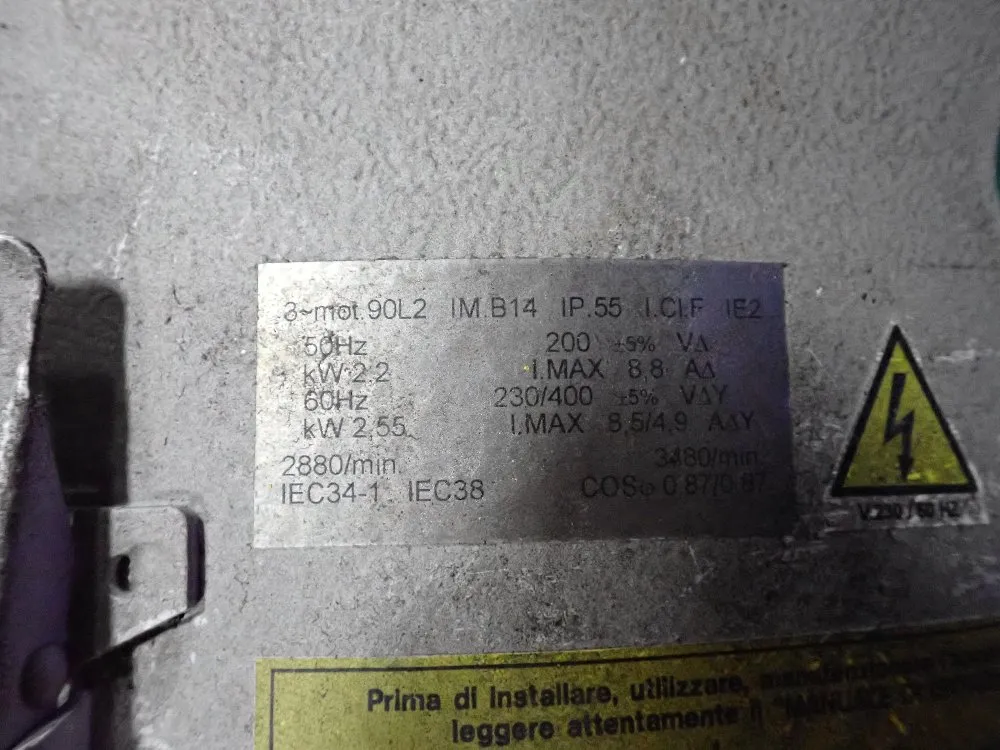 3~mot.90L2 IM.B14 IP.55 I.Cl.F IE2
50Hz 200 ±5% VΔ
kW 2.2 I.MAX 8,8 AΔ
60Hz 230/400 ±5% VΔY
kW 2,55 I.MAX 8,5/4,9 AΔY
2880/min. 3480/min.
IEC34-1 IEC38 COSφ 0.87/0.87
V.230 / 60 HZ
Prima di installare, utilizzare,
leggere attentamente il "MANUALE